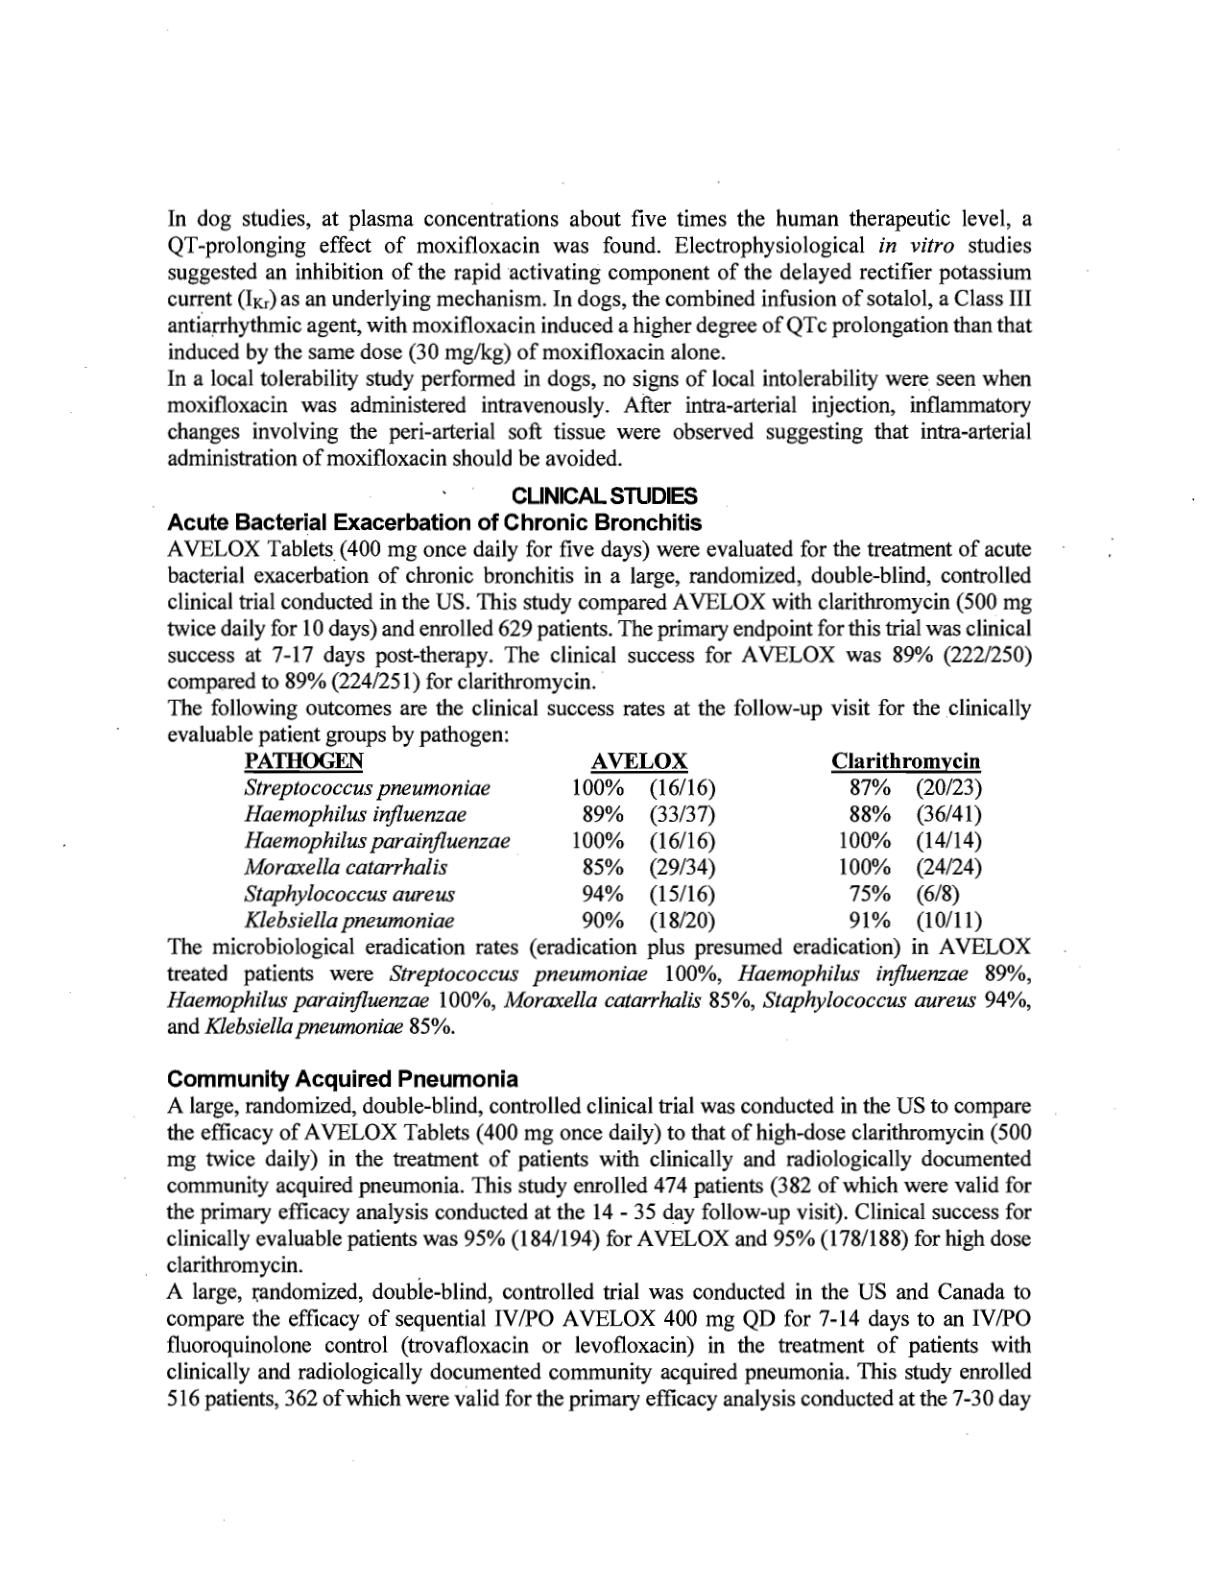 In dog studies, at plasma concentrations about five times the human therapeutic level, a
QT-prolonging effect of moxifloxacin was found. Electrophysiological in vitro studies
suggested an inhibition of the rapid activating component of the delayed rectifier potassium
current (IKr) as an underlying mechanism. In dogs, the combined infusion of sotalol, a Class III
antiarrhythmic agent, with moxifloxacin induced a higher degree of QTc prolongation than that
induced by the same dose (30 mg/kg) of moxifloxacin alone.
In a local tolerability study performed in dogs, no signs of local intolerability were seen when
moxifloxacin was administered intravenously. After intra-arterial injection, inflammatory
changes involving the peri-arterial soft tissue were observed suggesting that intra-arterial
administration of moxifloxacin should be avoided.
CLINICAL STUDIES
Acute Bacterial Exacerbation of Chronic Bronchitis
AVELOX Tablets (400 mg once daily for five days) were evaluated for the treatment of acute
bacterial exacerbation of chronic bronchitis in a large, randomized, double-blind, controlled
clinical trial conducted in the US. This study compared AVELOX with clarithromycin (500 mg
twice daily for 10 days) and enrolled 629 patients. The primary endpoint for this trial was clinical
success at 7-17 days post-therapy. The clinical success for AVELOX was 89% (222/250)
compared to 89% (224/251) for clarithromycin.
The following outcomes are the clinical success rates at the follow-up visit for the clinically
evaluable patient groups by pathogen:
PATHOGEN AVELOX Clarithromycin
Streptococcus pneumoniae 100% (16/16) 87% (20/23)
Haemophilus influenzae 89% (33/37) 88% (36/41)
Haemophilus parainfluenzae 100% (16/16) 100% (14/14)
Moraxella catarrhalis 85% (29/34) 100% (24/24)
Staphylococcus aureus 94% (15/16) 75% (6/8)
Klebsiella pneumoniae 90% (18/20) 91% (10/11)
The microbiological eradication rates (eradication plus presumed eradication) in AVELOX
treated patients were Streptococcus pneumoniae 100%, Haemophilus influenzae 89%,
Haemophilus parainfluenzae 100%, Moraxella catarrhalis 85%, Staphylococcus aureus 94%,
and Klebsiella pneumoniae 85%.
Community Acquired Pneumonia
A large, randomized, double-blind, controlled clinical trial was conducted in the US to compare
the efficacy of AVELOX Tablets (400 mg once daily) to that of high-dose clarithromycin (500
mg twice daily) in the treatment of patients with clinically and radiologically documented
community acquired pneumonia. This study enrolled 474 patients (382 of which were valid for
the primary efficacy analysis conducted at the 14 - 35 day follow-up visit). Clinical success for
clinically evaluable patients was 95% (184/194) for AVELOX and 95% (178/188) for high dose
clarithromycin.
A large, randomized, double-blind, controlled trial was conducted in the US and Canada to
compare the efficacy of sequential IV/PO AVELOX 400 mg QD for 7-14 days to an IV/PO
fluoroquinolone control (trovafloxacin or levofloxacin) in the treatment of patients with
clinically and radiologically documented community acquired pneumonia. This study enrolled
516 patients, 362 of which were valid for the primary efficacy analysis conducted at the 7-30 day